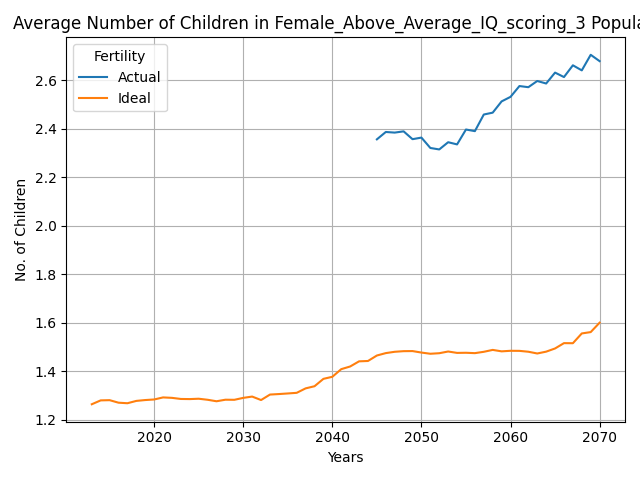 Average Number of Children in Female_Above_Average_IQ_scoring_3 Popula
Fertility
Actual
Ideal
2.6
2.4
2.2
2.0
1.8
1.6
1.4
1.2
No. of Children
2020 2030 2040 2050 2060 2070
Years